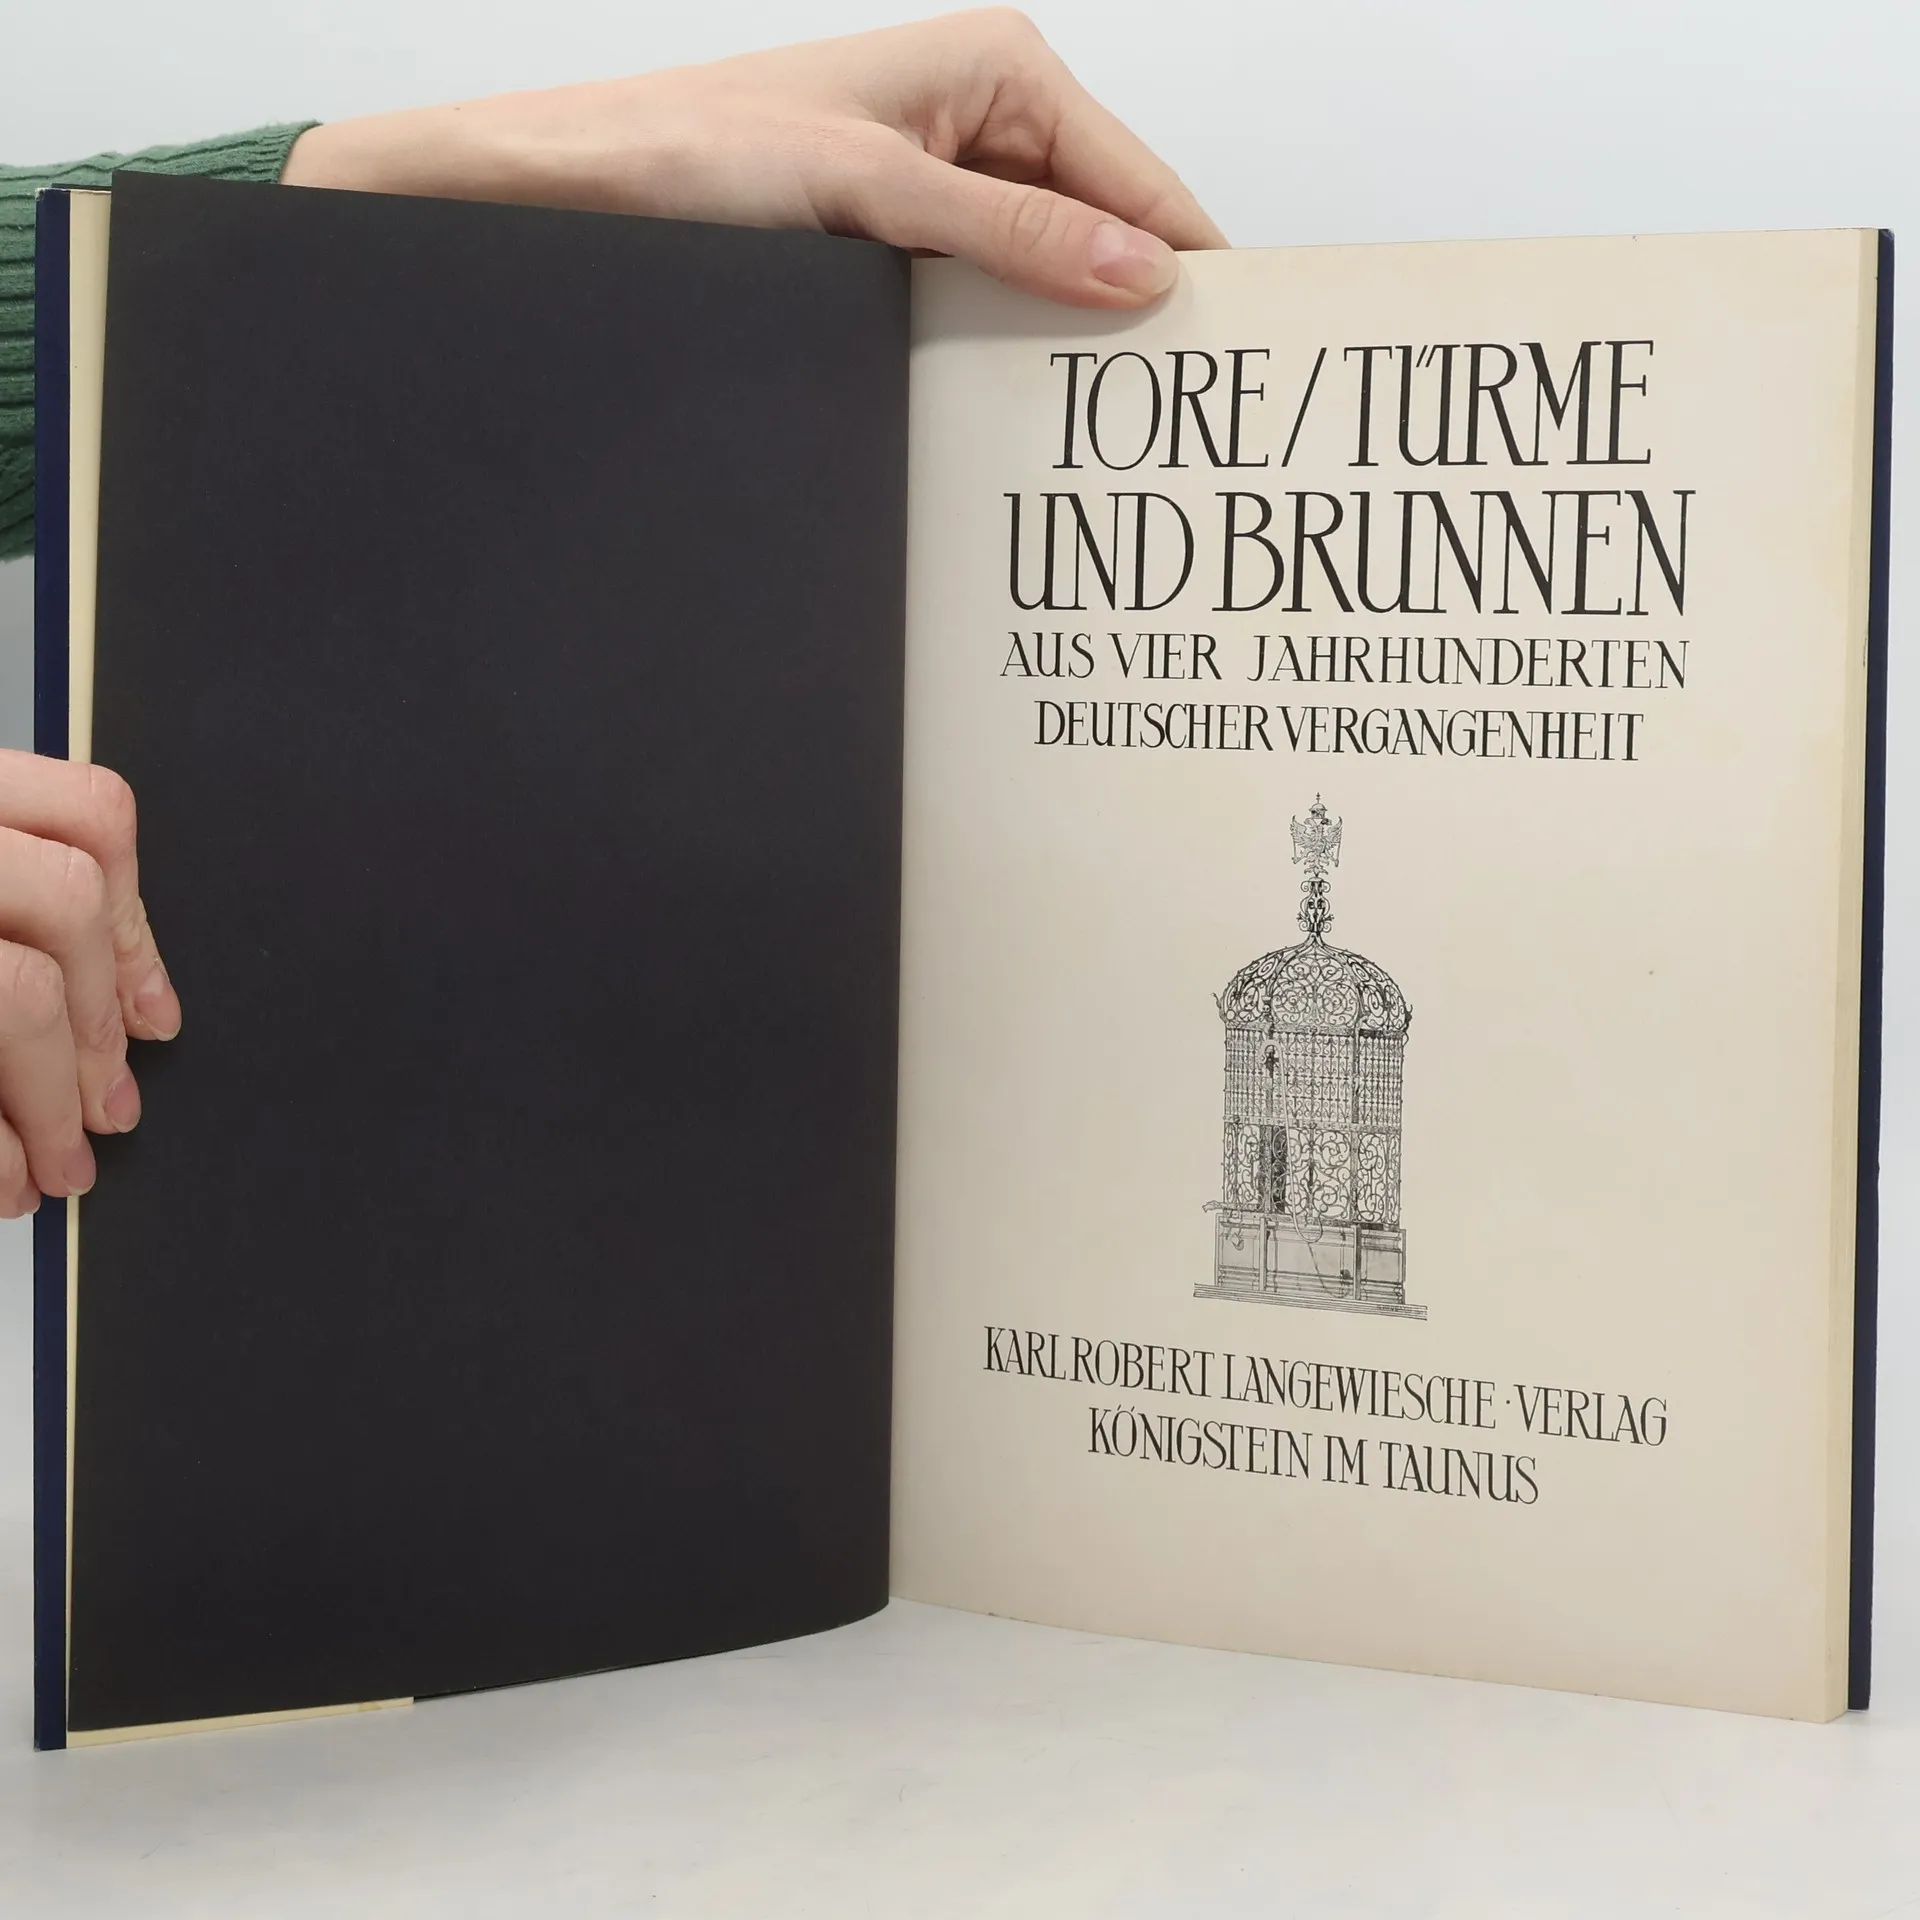 TORE / TÜRME
UND BRUNNEN
AUS VIER JAHRHUNDERTEN
DEUTSCHER VERGANGENHEIT
KARL ROBERT LANGEWIESCHE · VERLAG
KÖNIGSTEIN IM TAUNUS